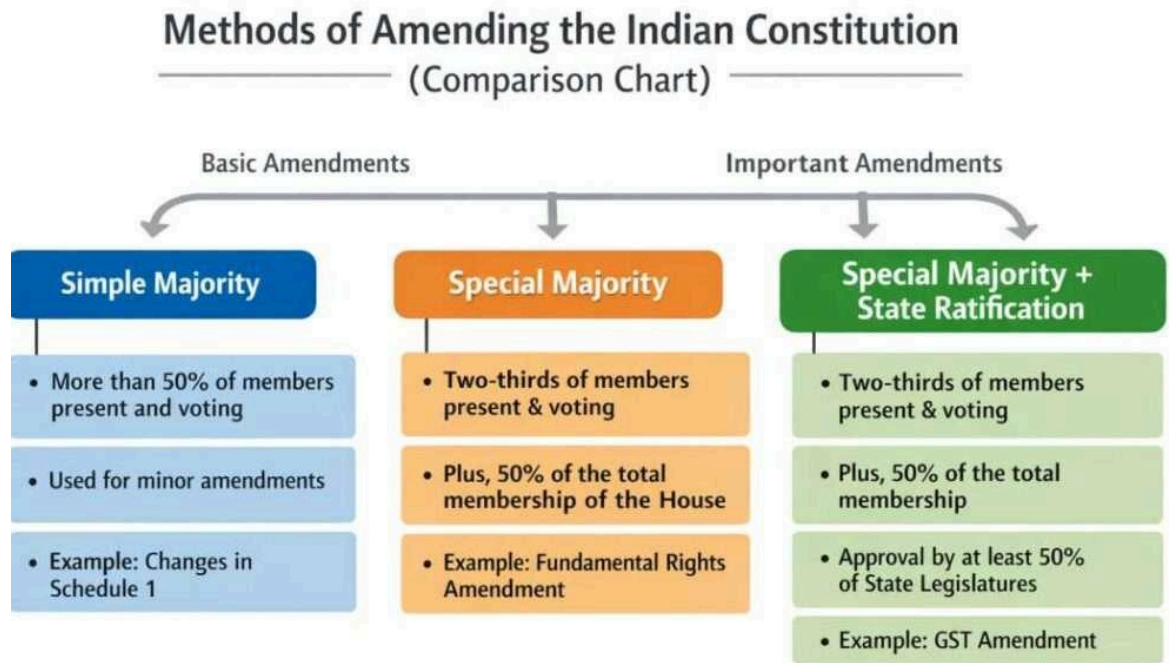 Methods of Amending the Indian Constitution
(Comparison Chart)
Basic Amendments
Important Amendments
Simple Majority
• More than 50% of members
present and voting
• Used for minor amendments
• Example: Changes in
Schedule 1
Special Majority
• Two-thirds of members
present & voting
• Plus, 50% of the total
membership of the House
• Example: Fundamental Rights
Amendment
Special Majority +
State Ratification
• Two-thirds of members
present & voting
• Plus, 50% of the total
membership
• Approval by at least 50%
of State Legislatures
• Example: GST Amendment